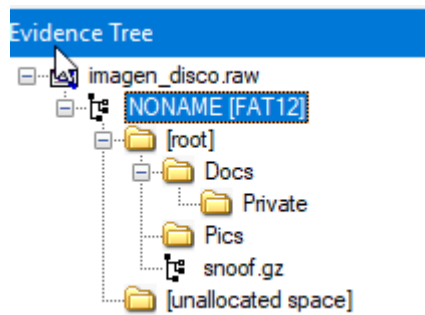 Evidence Tree
imagen_disco.raw
NONAME [FAT12]
[root]
Docs
Private
Pics
snoof.gz
[unallocated space]